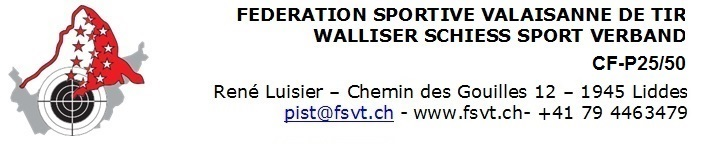 FEDERATION SPORTIVE VALAISANNE DE TIR
WALLISER SCHIESS SPORT VERBAND
CF-P25/50
René Luisier – Chemin des Gouilles 12 – 1945 Liddes
pist@fsvt.ch - www.fsvt.ch- +41 79 4463479